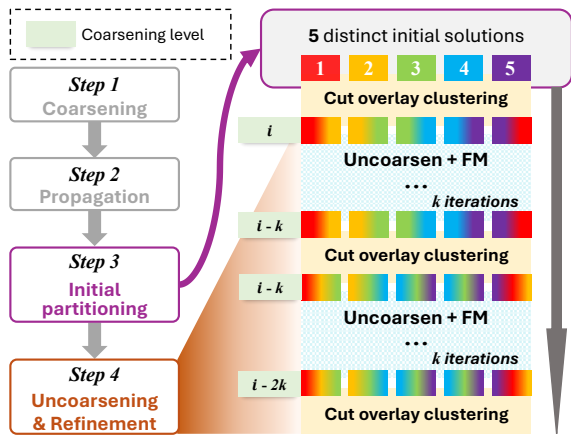 Coarsening level
Step 1
Coarsening
Step 2
Propagation
Step 3
Initial
partitioning
Step 4
Uncoarsening
& Refinement
5 distinct initial solutions
1 2 3 4 5
Cut overlay clustering
i
Uncoarsen + FM
...
k iterations
i - k
Cut overlay clustering
i - k
Uncoarsen + FM
...
k iterations
i - 2k
Cut overlay clustering